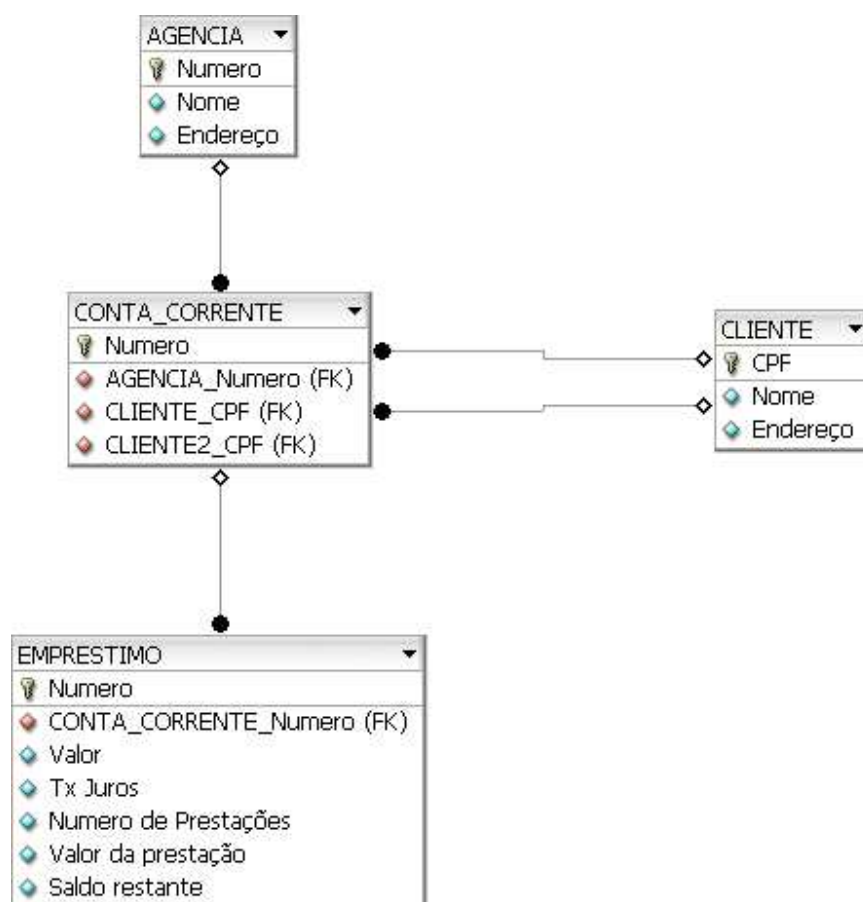 AGENCIA
Numero
Nome
Endereço
CONTA_CORRENTE
Numero
AGENCIA_Numero (FK)
CLIENTE_CPF (FK)
CLIENTE2_CPF (FK)
CLIENTE
CPF
Nome
Endereço
EMPRESTIMO
Numero
CONTA_CORRENTE_Numero (FK)
Valor
Tx Juros
Numero de Prestações
Valor da prestação
Saldo restante